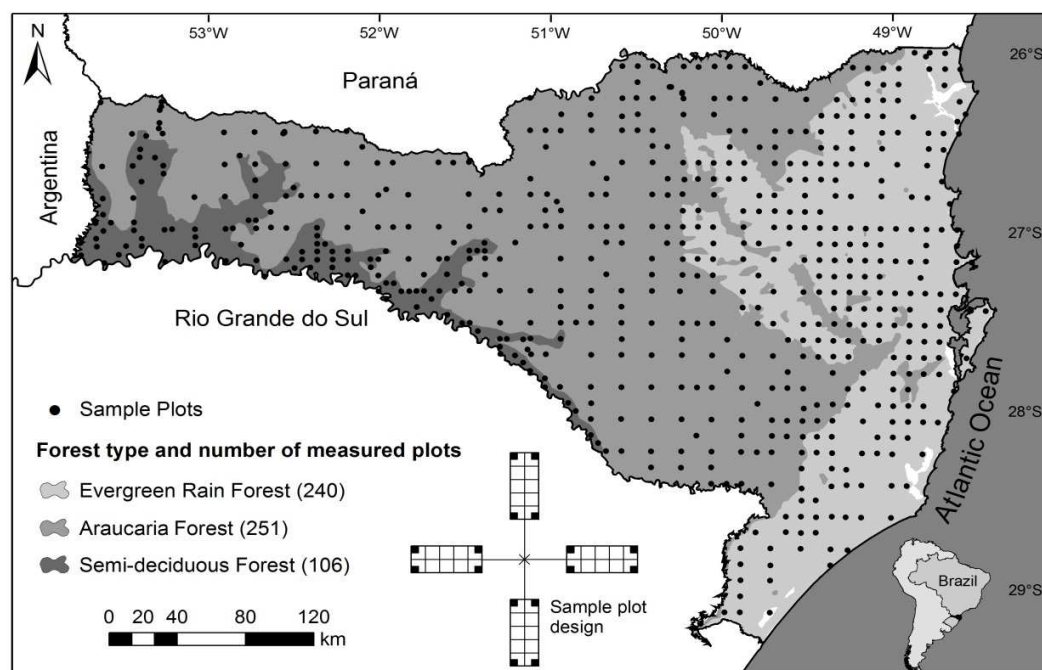 N
53°W
52°W
51°W
50°W
49°W
26°S
Paraná
Argentina
27°S
Rio Grande do Sul
Sample Plots
28°S
Atlantic Ocean
Forest type and number of measured plots
Evergreen Rain Forest (240)
Araucaria Forest (251)
Semi-deciduous Forest (106)
Brazil
29°S
Sample plot
design
0 20 40 80 120
km